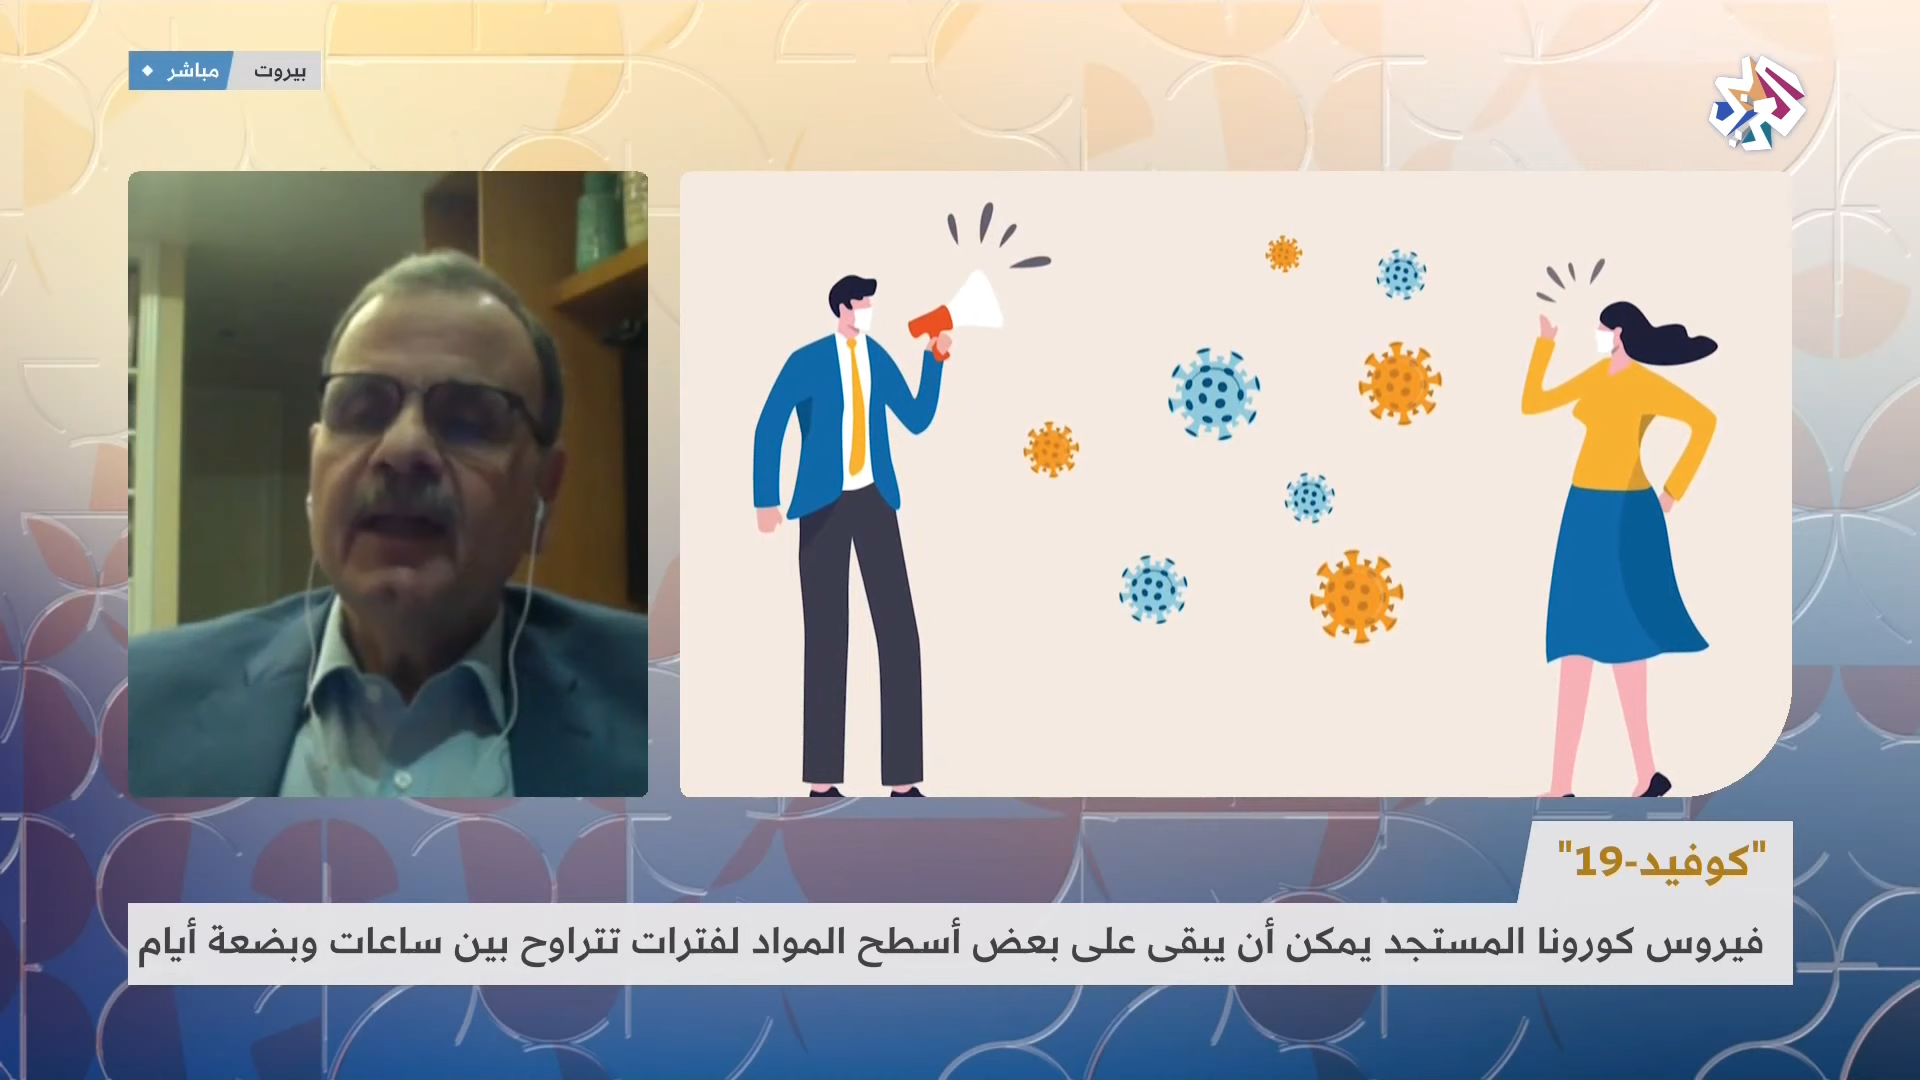 بيروت مباشر
"كوفيد-19"
فيروس كورونا المستجد يمكن أن يبقى على بعض أسطح المواد لفترات تتراوح بين ساعات وبضعة أيام